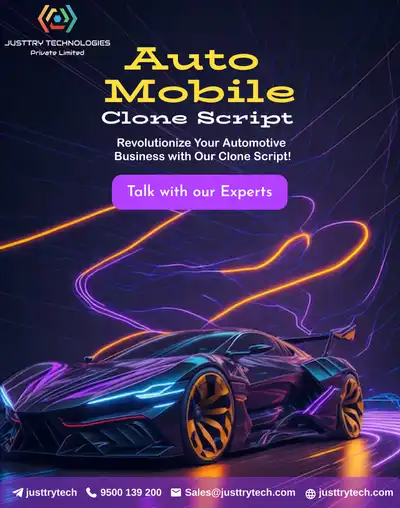 JUSTTRY TECHNOLOGIES
Private Limited
Auto
Mobile
Clone Script
Revolutionize Your Automotive
Business with Our Clone Script!
Talk with our Experts
justtrytech 9500 139 200 Sales@justtrytech.com justtrytech.com